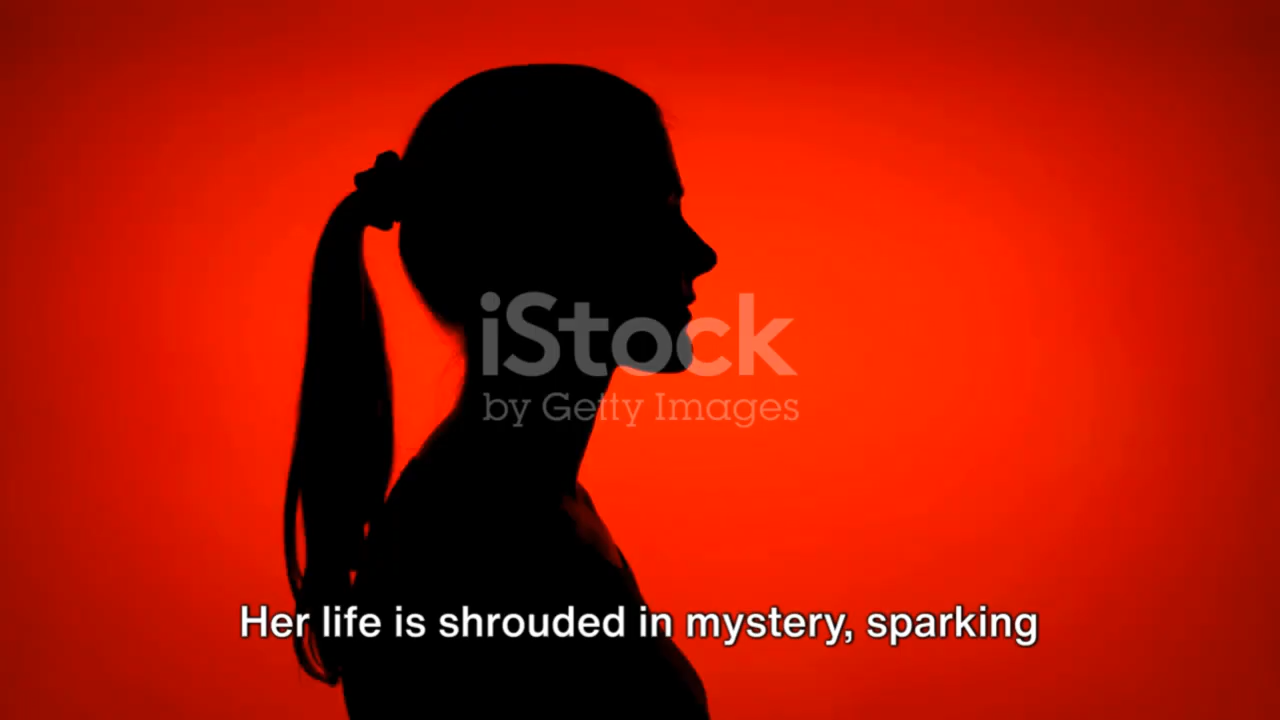 iStock
by Getty Images
Her life is shrouded in mystery, sparking